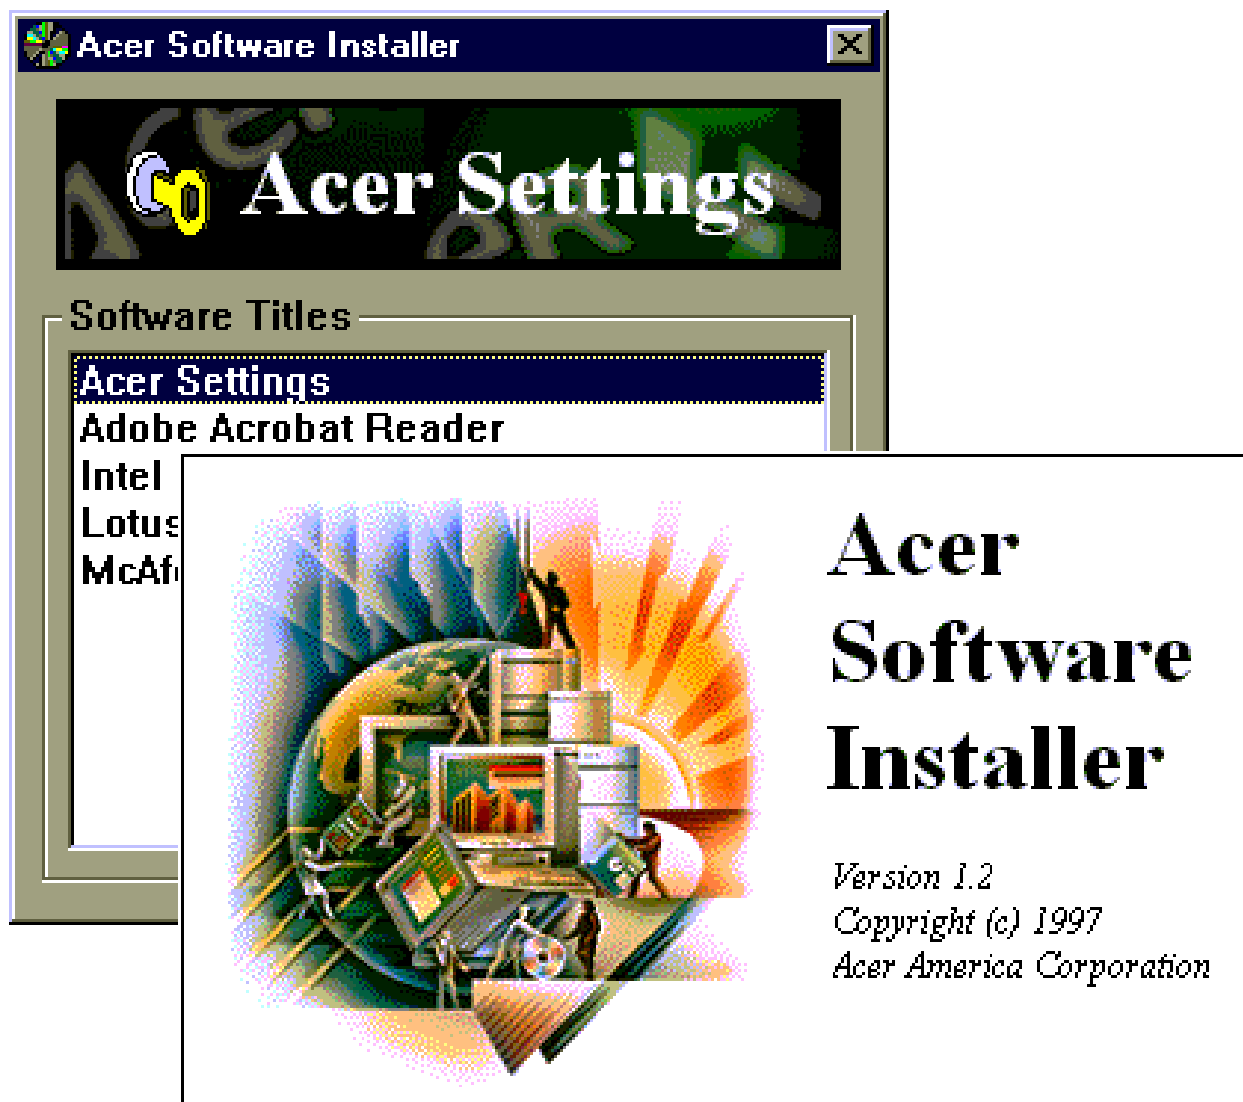 Acer Software Installer
Acer Settings
Software Titles
Acer Settings
Adobe Acrobat Reader
Intel
Lotus
Acer
Software
Installer
Version 1.2
Copyright (c) 1997
Acer America Corporation